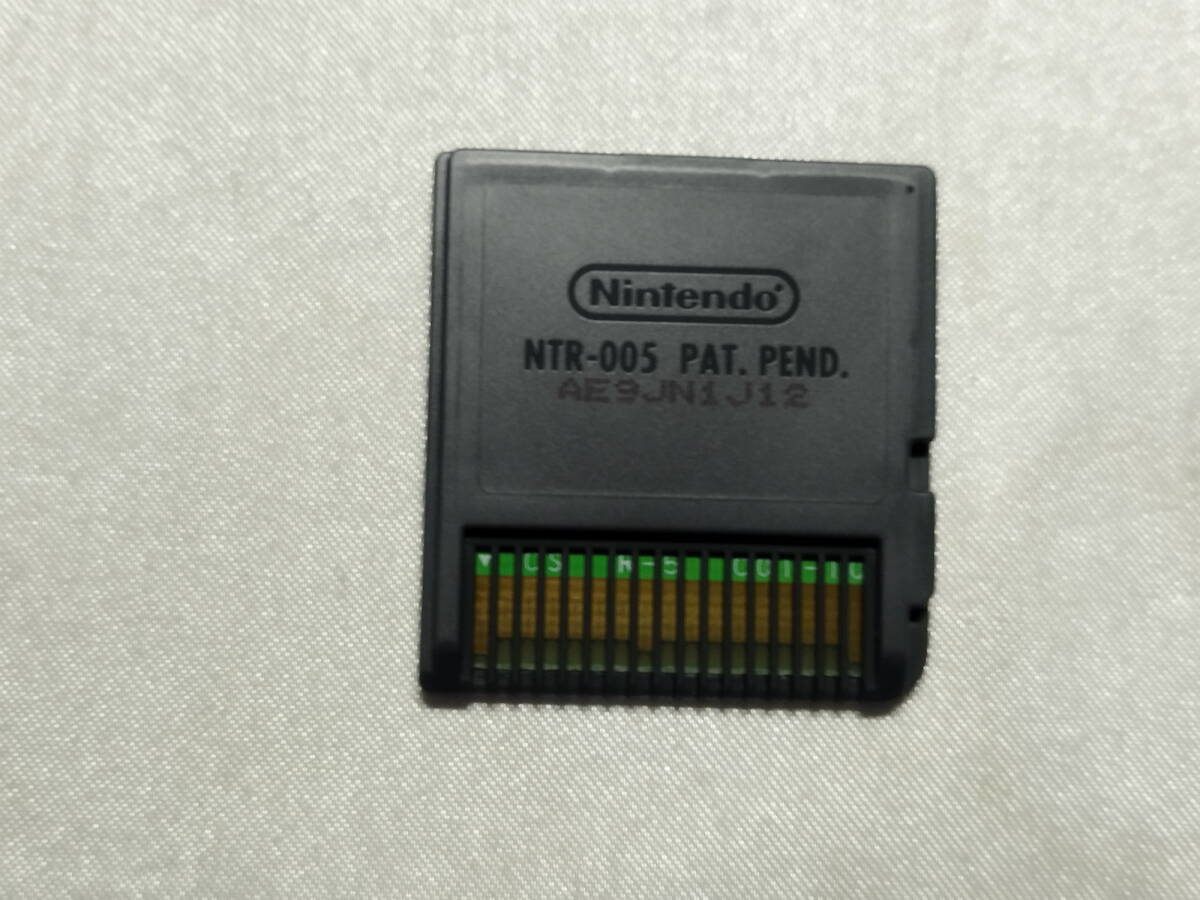 Nintendo
NTR-005 PAT. PEND.
AE9JN1J12